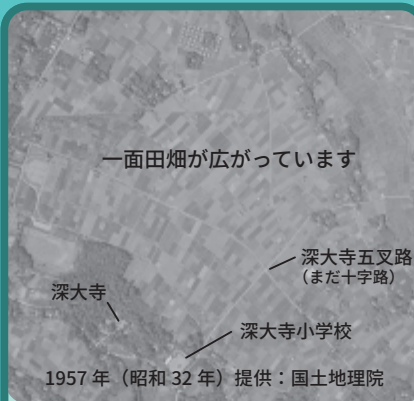 一面田畑が広がっています
深大寺五叉路
（まだ十字路）
深大寺
深大寺小学校
1957 年（昭和 32 年）提供：国土地理院